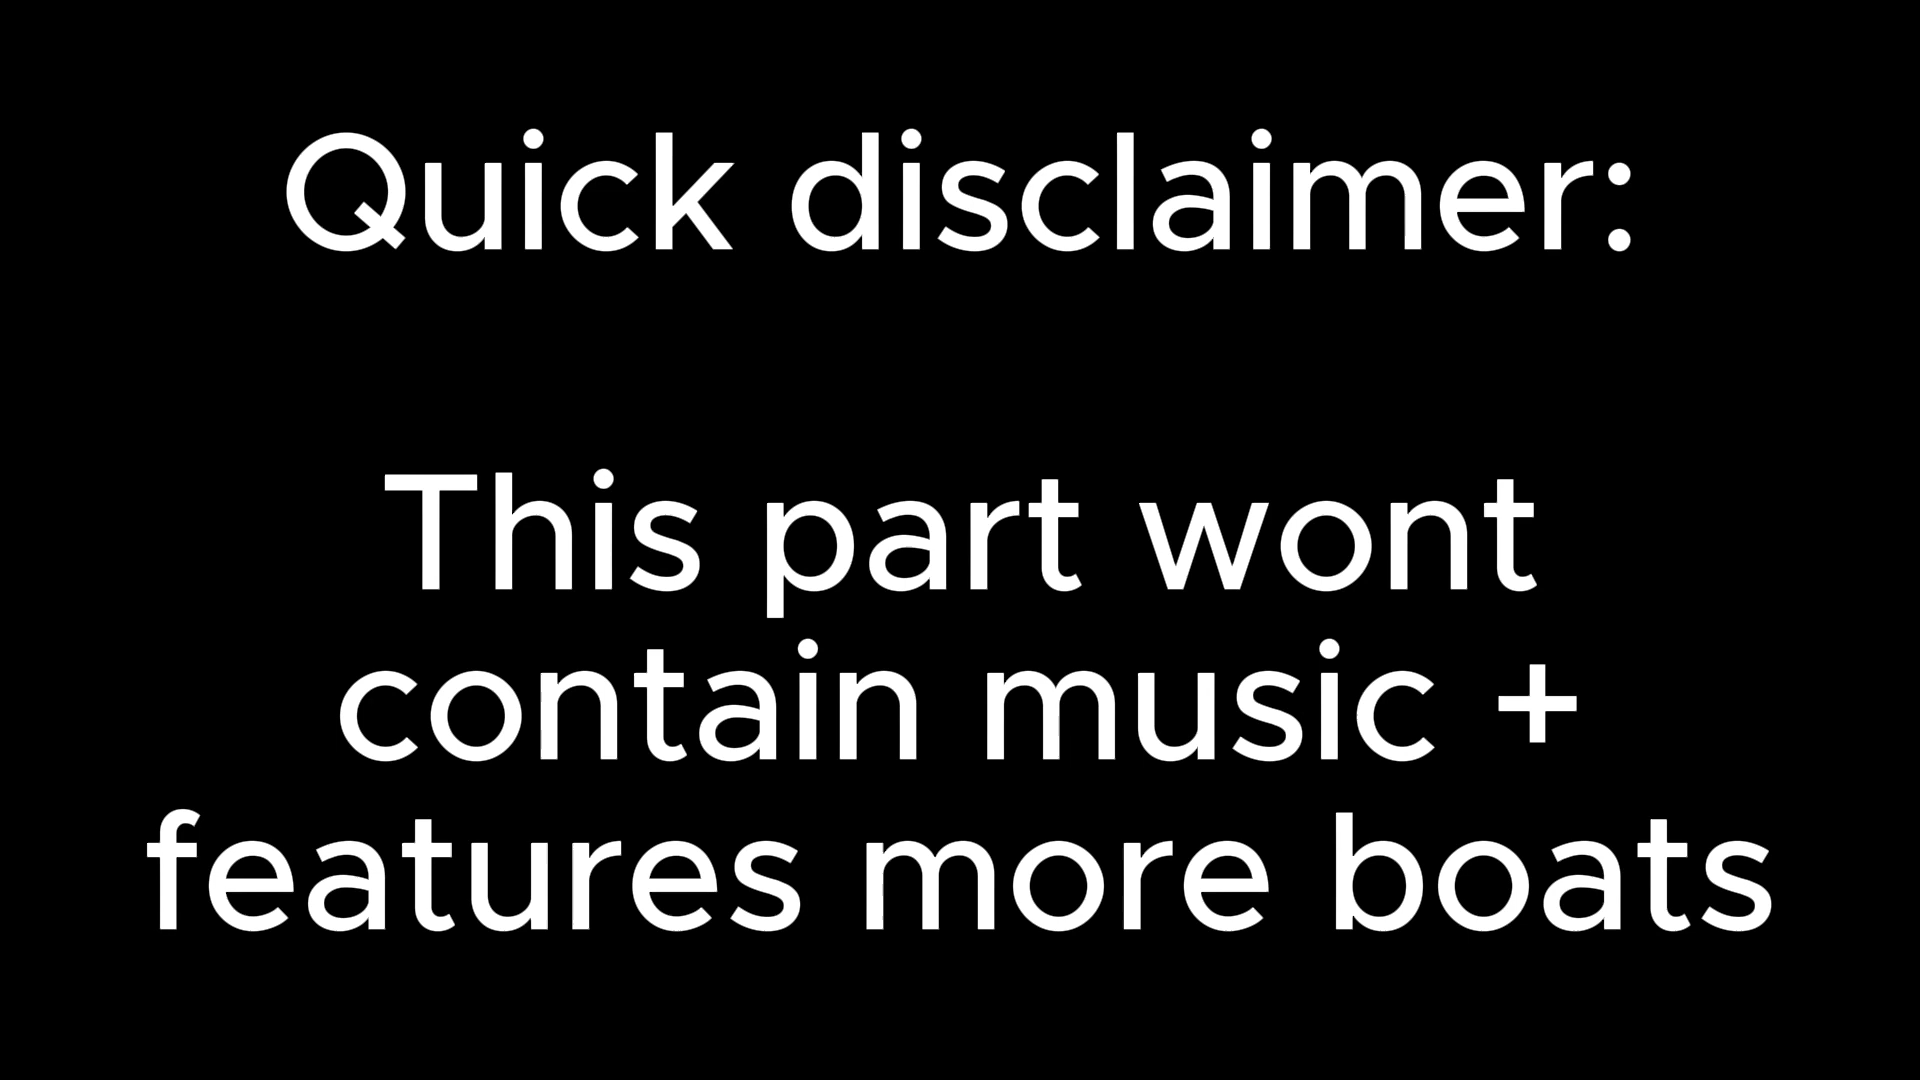 Quick disclaimer:
This part wont
contain music +
features more boats